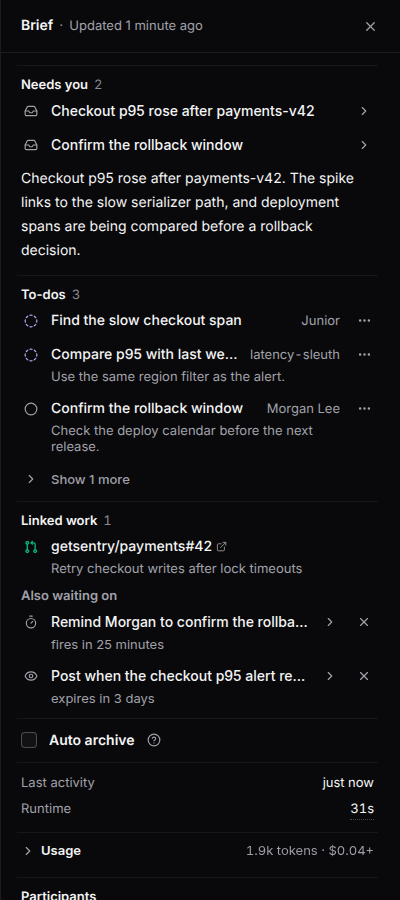 Brief · Updated 1 minute ago
Needs you 2
Checkout p95 rose after payments-v42
Confirm the rollback window
Checkout p95 rose after payments-v42. The spike
links to the slow serializer path, and deployment
spans are being compared before a rollback
decision.
To-dos 3
Find the slow checkout span Junior
Compare p95 with last we... latency-sleuth
Use the same region filter as the alert.
Confirm the rollback window Morgan Lee
Check the deploy calendar before the next
release.
Show 1 more
Linked work 1
getsentry/payments#42
Retry checkout writes after lock timeouts
Also waiting on
Remind Morgan to confirm the rollba...
fires in 25 minutes
Post when the checkout p95 alert re...
expires in 3 days
Auto archive
Last activity just now
Runtime 31s
Usage 1.9k tokens · $0.04+
Participants